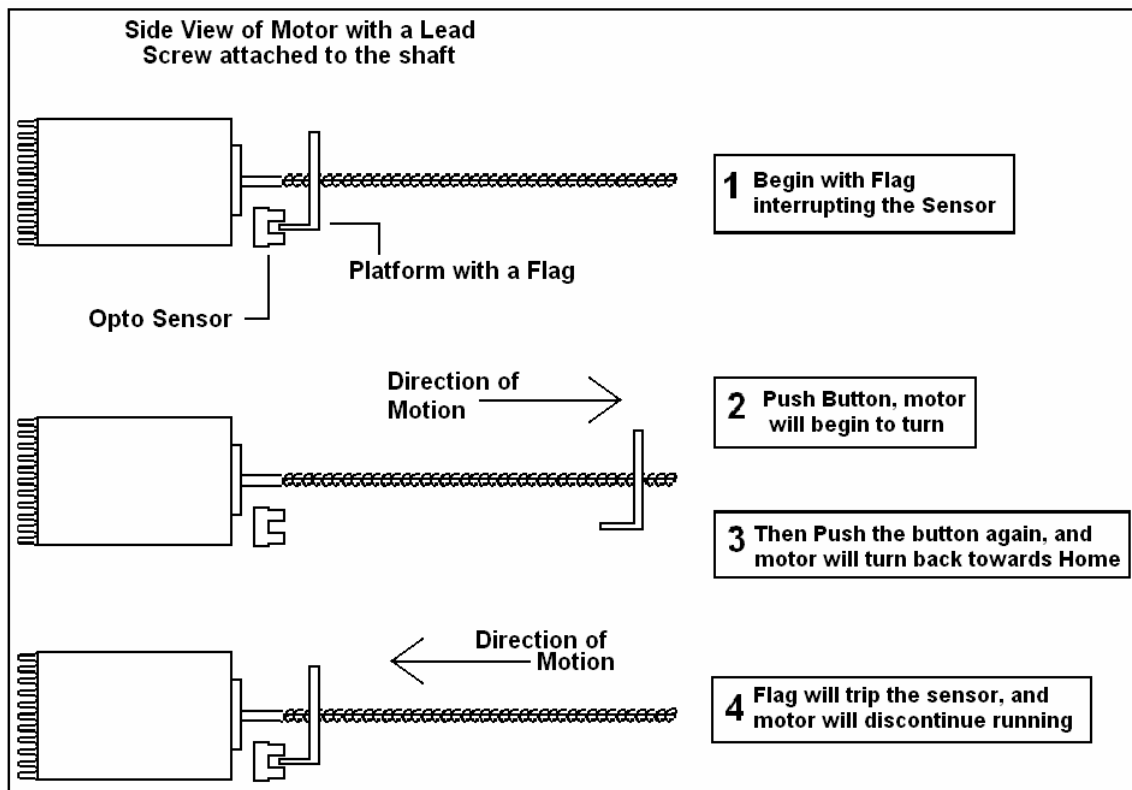 Side View of Motor with a Lead
Screw attached to the shaft
1 Begin with Flag
interrupting the Sensor
Platform with a Flag
Opto Sensor
Direction of
Motion
2 Push Button, motor
will begin to turn
3 Then Push the button again, and
motor will turn back towards Home
Direction of
Motion
4 Flag will trip the sensor, and
motor will discontinue running